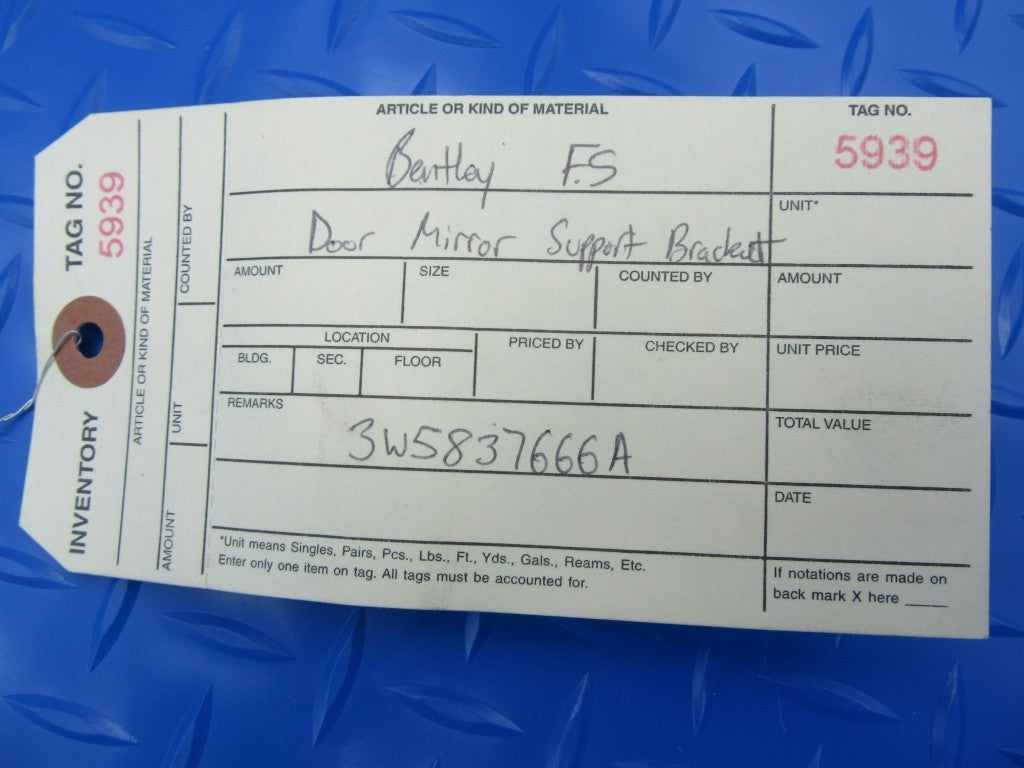 TAG NO.
5939
INVENTORY
ARTICLE OR KIND OF MATERIAL
COUNTED BY
UNIT
AMOUNT
ARTICLE OR KIND OF MATERIAL
Bentley F.S
Door Mirror Support Bracket
TAG NO.
5939
UNIT*
AMOUNT SIZE COUNTED BY AMOUNT
LOCATION PRICED BY CHECKED BY UNIT PRICE
BLDG. SEC. FLOOR
REMARKS TOTAL VALUE
3W5837666A
DATE
*Unit means Singles, Pairs, Pcs., Lbs., Ft., Yds., Gals., Reams, Etc.
Enter only one item on tag. All tags must be accounted for.
If notations are made on
back mark X here _____